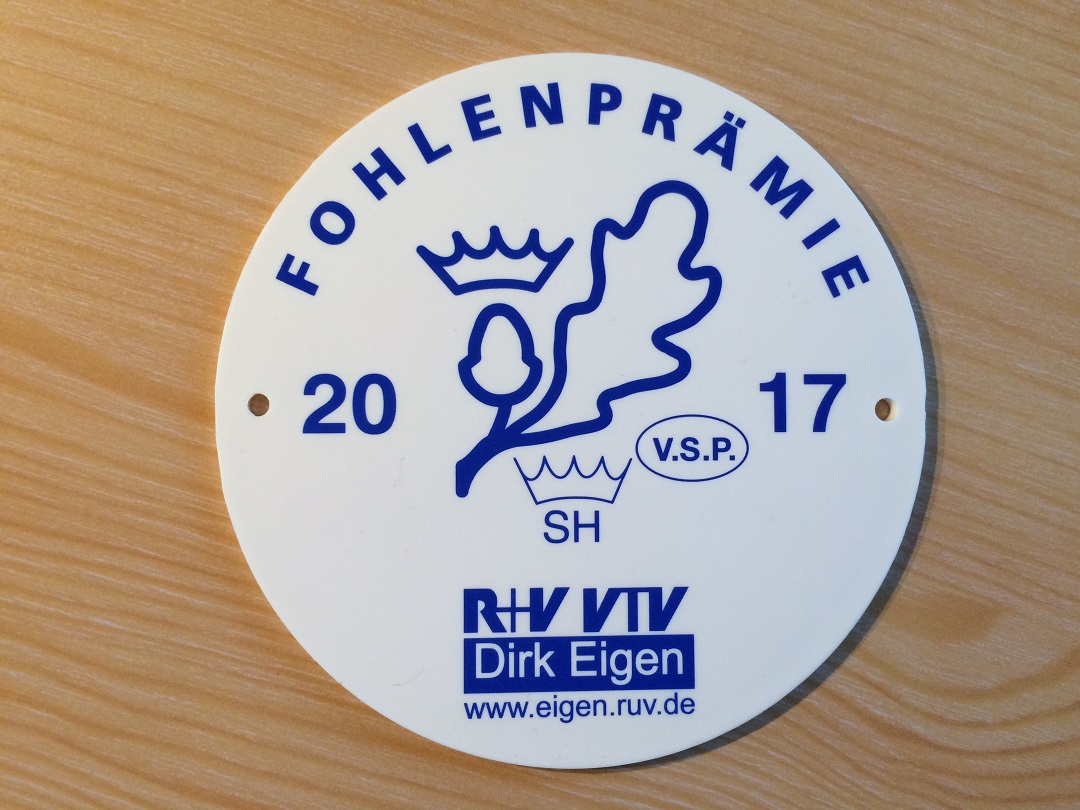 FOHLENPRÄMIE
20 17
V.S.P.
SH
R+V VTV
Dirk Eigen
www.eigen.ruv.de